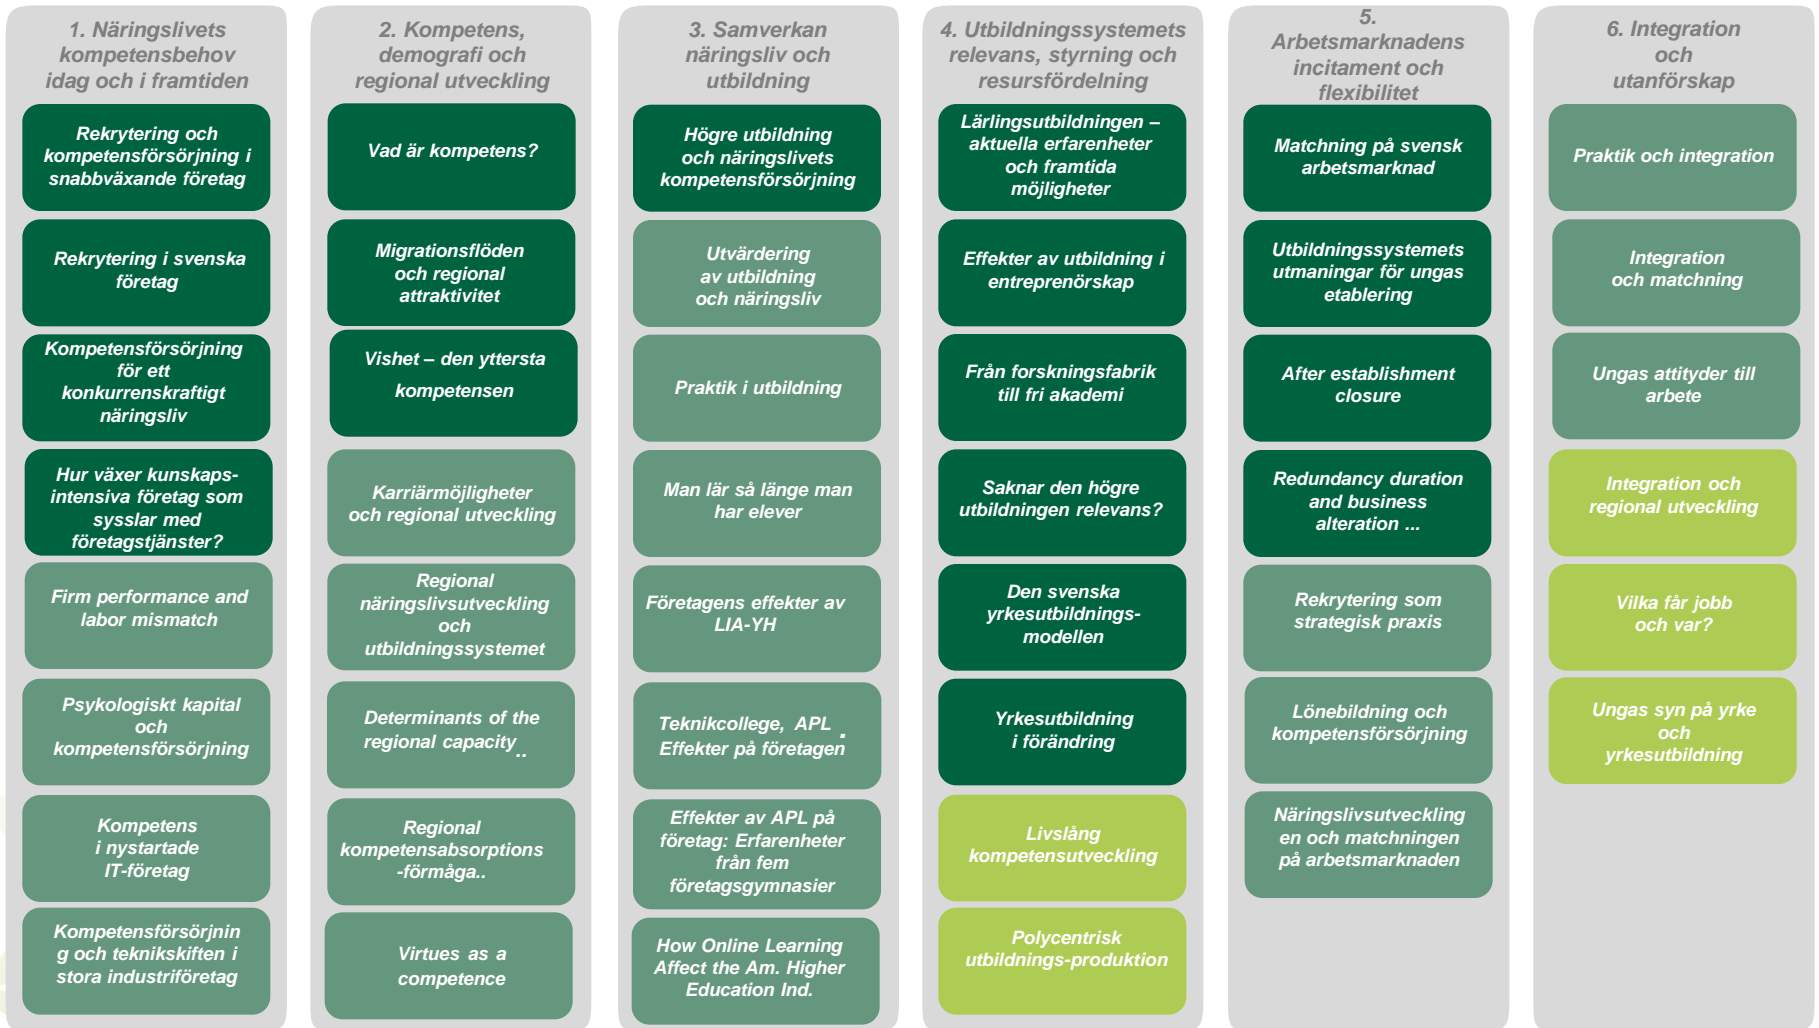 1. Näringslivets
kompetensbehov
idag och i framtiden
Rekrytering och
kompetensförsörjning i
snabbväxande företag
Rekrytering i svenska
företag
Kompetensförsörjning
för ett
konkurrenskraftigt
näringsliv
Hur växer kunskaps-
intensiva företag som
sysslar med
företagstjänster?
Firm performance and
labor mismatch
Psykologiskt kapital
och
kompetensförsörjning
Kompetens
i nystartade
IT-företag
Kompetensförsörjnin
g och teknikskiften i
stora industriföretag
2. Kompetens,
demografi och
regional utveckling
Vad är kompetens?
Migrationsflöden
och regional
attraktivitet
Vishet – den yttersta
kompetensen
Karriärmöjligheter
och regional utveckling
Regional
näringslivsutveckling
och
utbildningssystemet
Determinants of the
regional capacity..
Regional
kompetensabsorptions
-förmåga..
Virtues as a
competence
3. Samverkan
näringsliv och
utbildning
Högre utbildning
och näringslivets
kompetensförsörjning
Utvärdering
av utbildning
och näringsliv
Praktik i utbildning
Man lär så länge man
har elever
Företagens effekter av
LIA-YH
Teknikcollege, APL .
Effekter på företagen
Effekter av APL på
företag: Erfarenheter
från fem
företagsgymnasier
How Online Learning
Affect the Am. Higher
Education Ind.
4. Utbildningssystemets
relevans, styrning och
resursfördelning
Lärlingsutbildningen –
aktuella erfarenheter
och framtida
möjligheter
Effekter av utbildning i
entreprenörskap
Från forskningsfabrik
till fri akademi
Saknar den högre
utbildningen relevans?
Den svenska
yrkesutbildnings-
modellen
Yrkesutbildning
i förändring
Livslång
kompetensutveckling
Polycentrisk
utbildnings-produktion
5.
Arbetsmarknadens
incitament och
flexibilitet
Matchning på svensk
arbetsmarknad
Utbildningssystemets
utmaningar för ungas
etablering
After establishment
closure
Redundancy duration
and business
alteration ...
Rekrytering som
strategisk praxis
Lönebildning och
kompetensförsörjning
Näringslivsutveckling
en och matchningen
på arbetsmarknaden
6. Integration
och
utanförskap
Praktik och integration
Integration
och matchning
Ungas attityder till
arbete
Integration och
regional utveckling
Vilka får jobb
och var?
Ungas syn på yrke
och
yrkesutbildning